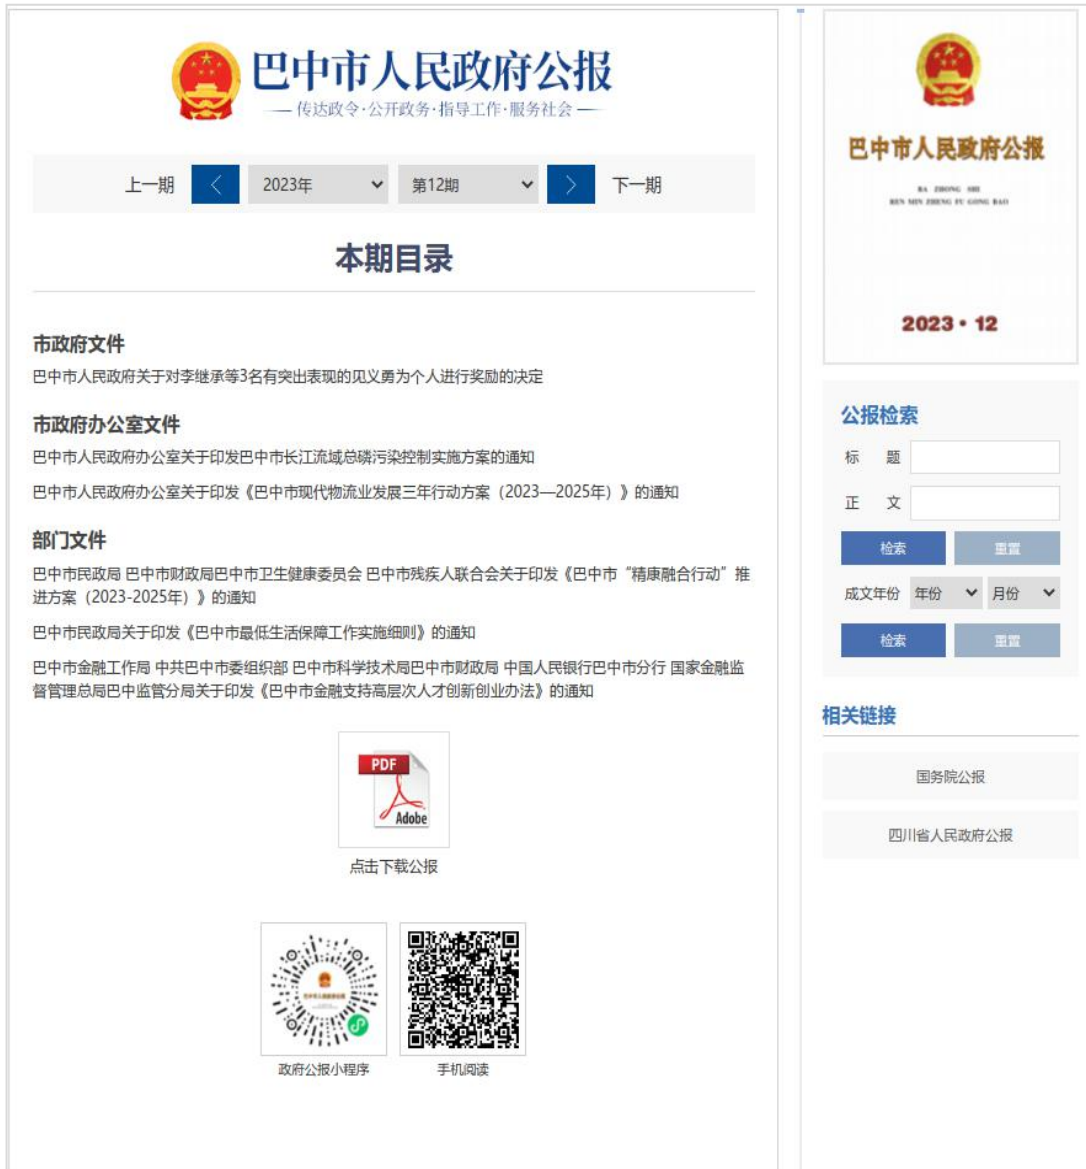 巴中市人民政府公报
传达政令·公开政务·指导工作·服务社会
上一期 2023年 第12期 下一期
本期目录
市政府文件
巴中市人民政府关于对李继承等3名有突出表现的见义勇为个人进行奖励的决定
市政府办公室文件
巴中市人民政府办公室关于印发巴中市长江流域总磷污染控制实施方案的通知
巴中市人民政府办公室关于印发《巴中市现代物流业发展三年行动方案（2023—2025年）》的通知
部门文件
巴中市民政局 巴中市财政局巴中市卫生健康委员会 巴中市残疾人联合会关于印发《巴中市“精康融合行动”推
进方案（2023-2025年）》的通知
巴中市民政局关于印发《巴中市最低生活保障工作实施细则》的通知
巴中市金融工作局 中共巴中市委组织部 巴中市科学技术局巴中市财政局 中国人民银行巴中市分行 国家金融监
督管理总局巴中监管分局关于印发《巴中市金融支持高层次人才创新创业办法》的通知
PDF
Adobe
点击下载公报
政府公报小程序
手机阅读
巴中市人民政府公报
BA ZHONG SHI
REN MIN ZHENG FU GONG BAO
2023·12
公报检索
标 题
正 文
检索 重置
成文年份 年份 月份
检索 重置
相关链接
国务院公报
四川省人民政府公报